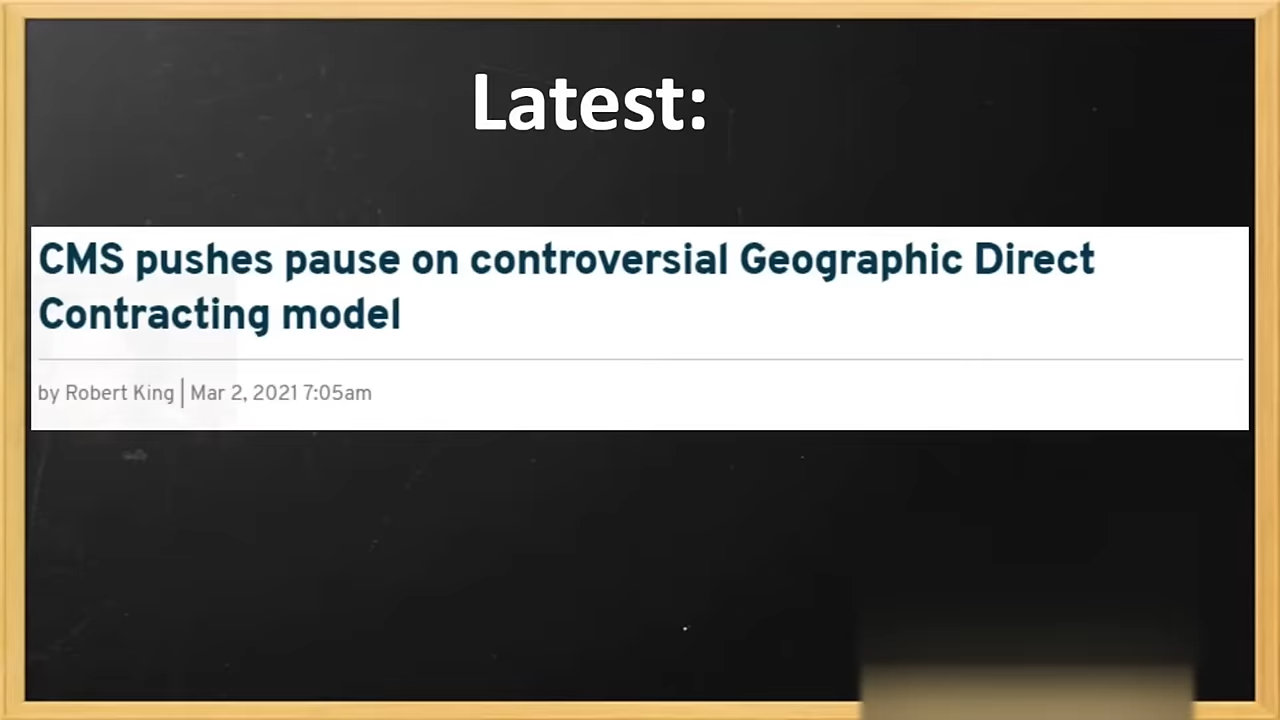 Latest:
CMS pushes pause on controversial Geographic Direct
Contracting model
by Robert King | Mar 2, 2021 7:05am